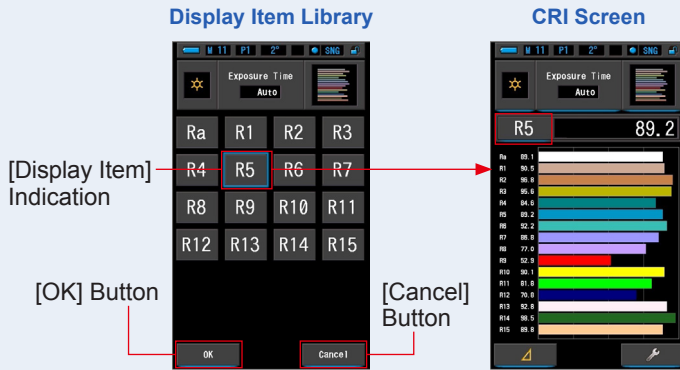 Display Item Library
CRI Screen
M 11 P1 2° SNG
Exposure Time
Auto
Ra R1 R2 R3
R4 R5 R6 R7
R8 R9 R10 R11
R12 R13 R14 R15
OK
Cancel
[Display Item]
Indication
[OK] Button
[Cancel]
Button
M 11 P1 2° SNG
Exposure Time
Auto
R5 89.2
Ra 89.1
R1 90.5
R2 96.8
R3 95.6
R4 84.6
R5 89.2
R6 92.2
R7 86.8
R8 77.0
R9 52.9
R10 90.1
R11 81.8
R12 70.0
R13 92.8
R14 98.5
R15 89.8